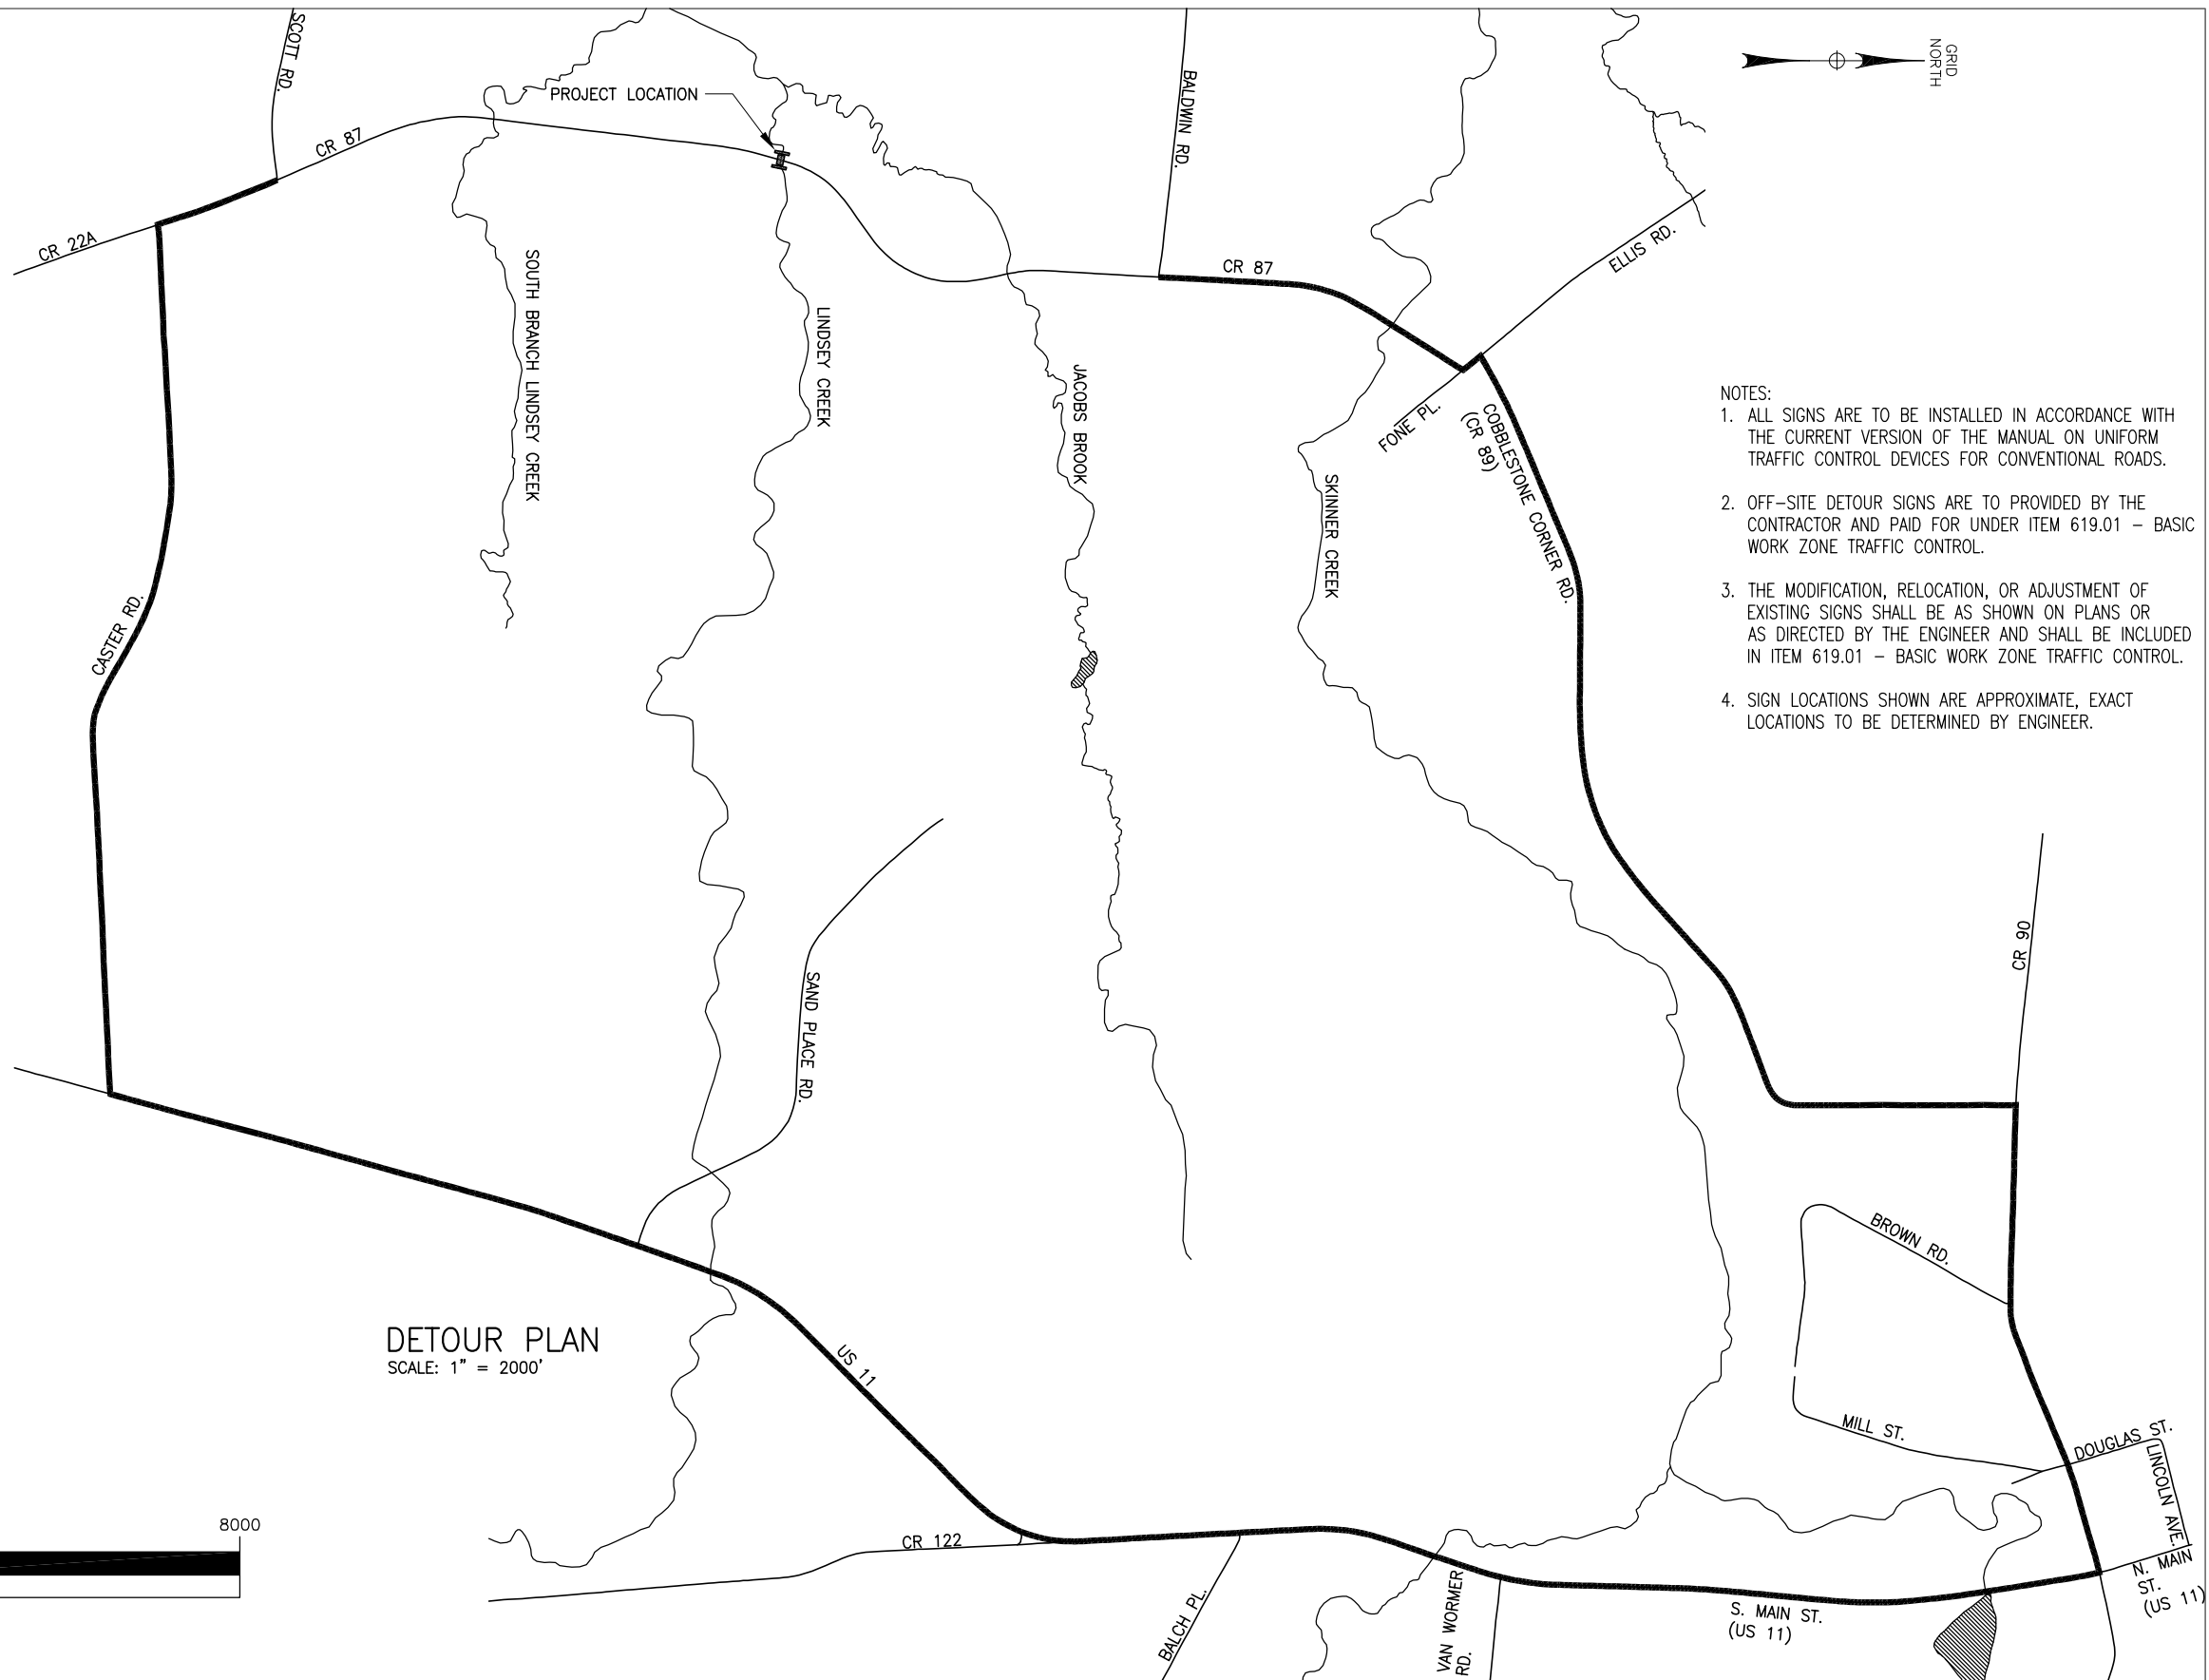 SCOTT RD.
GRID
NORTH
PROJECT LOCATION
BALDWIN RD.
CR 87
CR 22A
CR 87
ELLIS RD.
SOUTH BRANCH LINDSEY CREEK
LINDSEY CREEK
JACOBS BROOK
FONE PL.
COBBLESTONE CORNER RD.
(CR 89)
SKINNER CREEK
NOTES:
1. ALL SIGNS ARE TO BE INSTALLED IN ACCORDANCE WITH
THE CURRENT VERSION OF THE MANUAL ON UNIFORM
TRAFFIC CONTROL DEVICES FOR CONVENTIONAL ROADS.
2. OFF-SITE DETOUR SIGNS ARE TO PROVIDED BY THE
CONTRACTOR AND PAID FOR UNDER ITEM 619.01 – BASIC
WORK ZONE TRAFFIC CONTROL.
3. THE MODIFICATION, RELOCATION, OR ADJUSTMENT OF
EXISTING SIGNS SHALL BE AS SHOWN ON PLANS OR
AS DIRECTED BY THE ENGINEER AND SHALL BE INCLUDED
IN ITEM 619.01 – BASIC WORK ZONE TRAFFIC CONTROL.
4. SIGN LOCATIONS SHOWN ARE APPROXIMATE, EXACT
LOCATIONS TO BE DETERMINED BY ENGINEER.
CASTER RD.
SAND PLACE RD.
CR 90
BROWN RD.
DETOUR PLAN
SCALE: 1" = 2000'
US 11
MILL ST.
DOUGLAS ST.
LINCOLN AVE.
8000
CR 122
BALCH PL.
VAN WORMER
RD.
S. MAIN ST.
(US 11)
N. MAIN
ST.
(US 11)